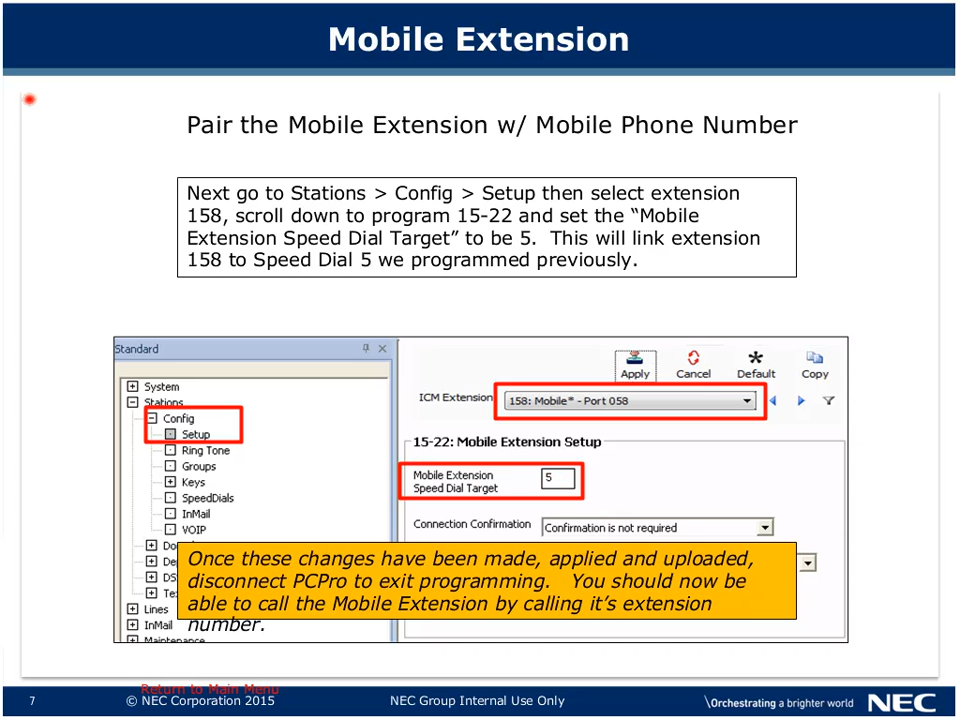 Mobile Extension
Pair the Mobile Extension w/ Mobile Phone Number
Next go to Stations > Config > Setup then select extension
158, scroll down to program 15-22 and set the “Mobile
Extension Speed Dial Target” to be 5.  This will link extension
158 to Speed Dial 5 we programmed previously.
Standard
System
Stations
Config
Setup
Ring Tone
Groups
Keys
SpeedDials
InMail
VOIP
Lines
InMail
Maintenance
Apply
Cancel
Default
Copy
ICM Extension
158: Mobile* - Port 058
15-22: Mobile Extension Setup
Mobile Extension
Speed Dial Target
5
Connection Confirmation
Confirmation is not required
Once these changes have been made, applied and uploaded,
disconnect PCPro to exit programming.   You should now be
able to call the Mobile Extension by calling it’s extension
number.
Return to Main Menu
7
© NEC Corporation 2015
NEC Group Internal Use Only
\Orchestrating a brighter world
NEC